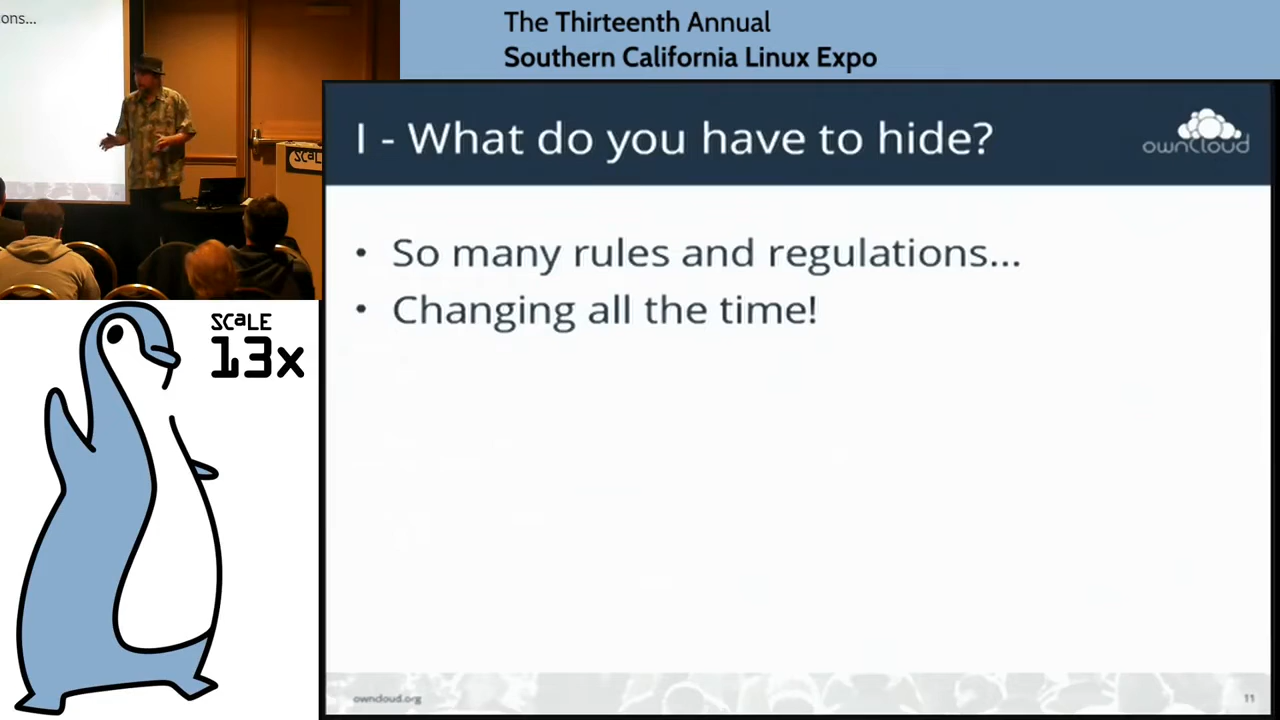 ons...
The Thirteenth Annual
Southern California Linux Expo
I - What do you have to hide?
ownCloud
• So many rules and regulations...
• Changing all the time!
SCaLE
SCaLE
13x
owncloud.org
11